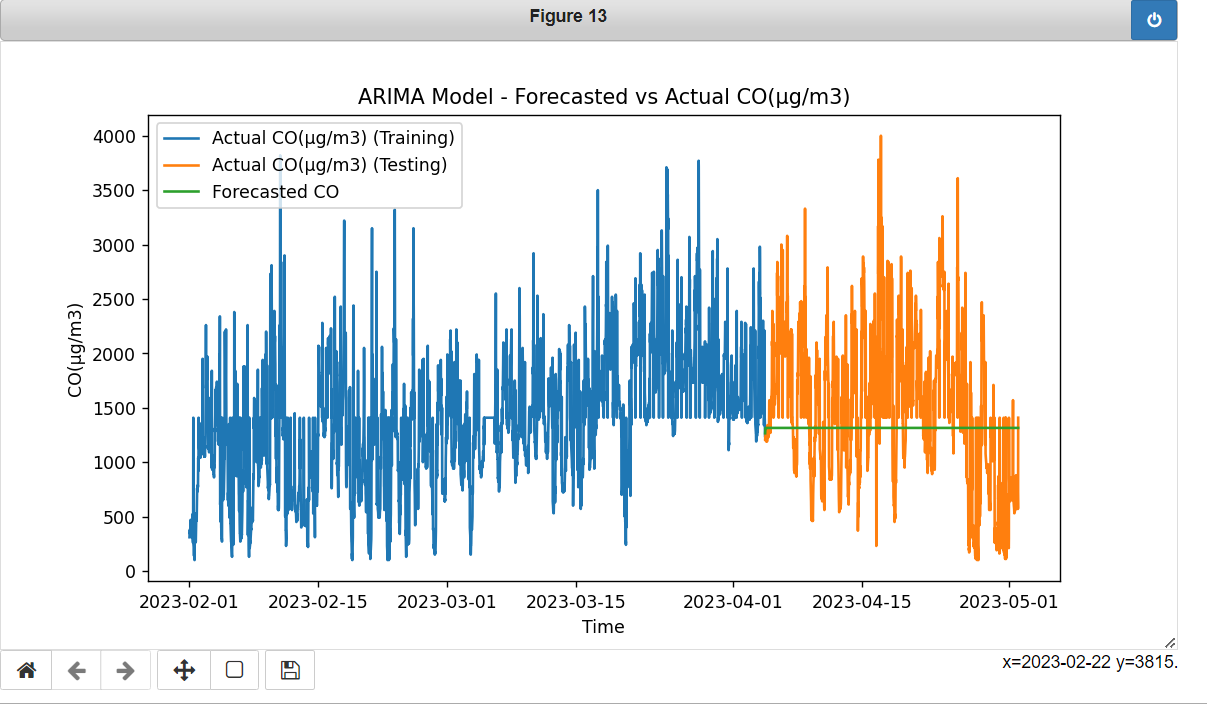 Figure 13
ARIMA Model - Forecasted vs Actual CO(µg/m3)
Actual CO(µg/m3) (Training)
Actual CO(µg/m3) (Testing)
Forecasted CO
4000
3500
3000
2500
2000
1500
1000
500
0
CO(µg/m3)
2023-02-01 2023-02-15 2023-03-01 2023-03-15 2023-04-01 2023-04-15 2023-05-01
Time
x=2023-02-22 y=3815.